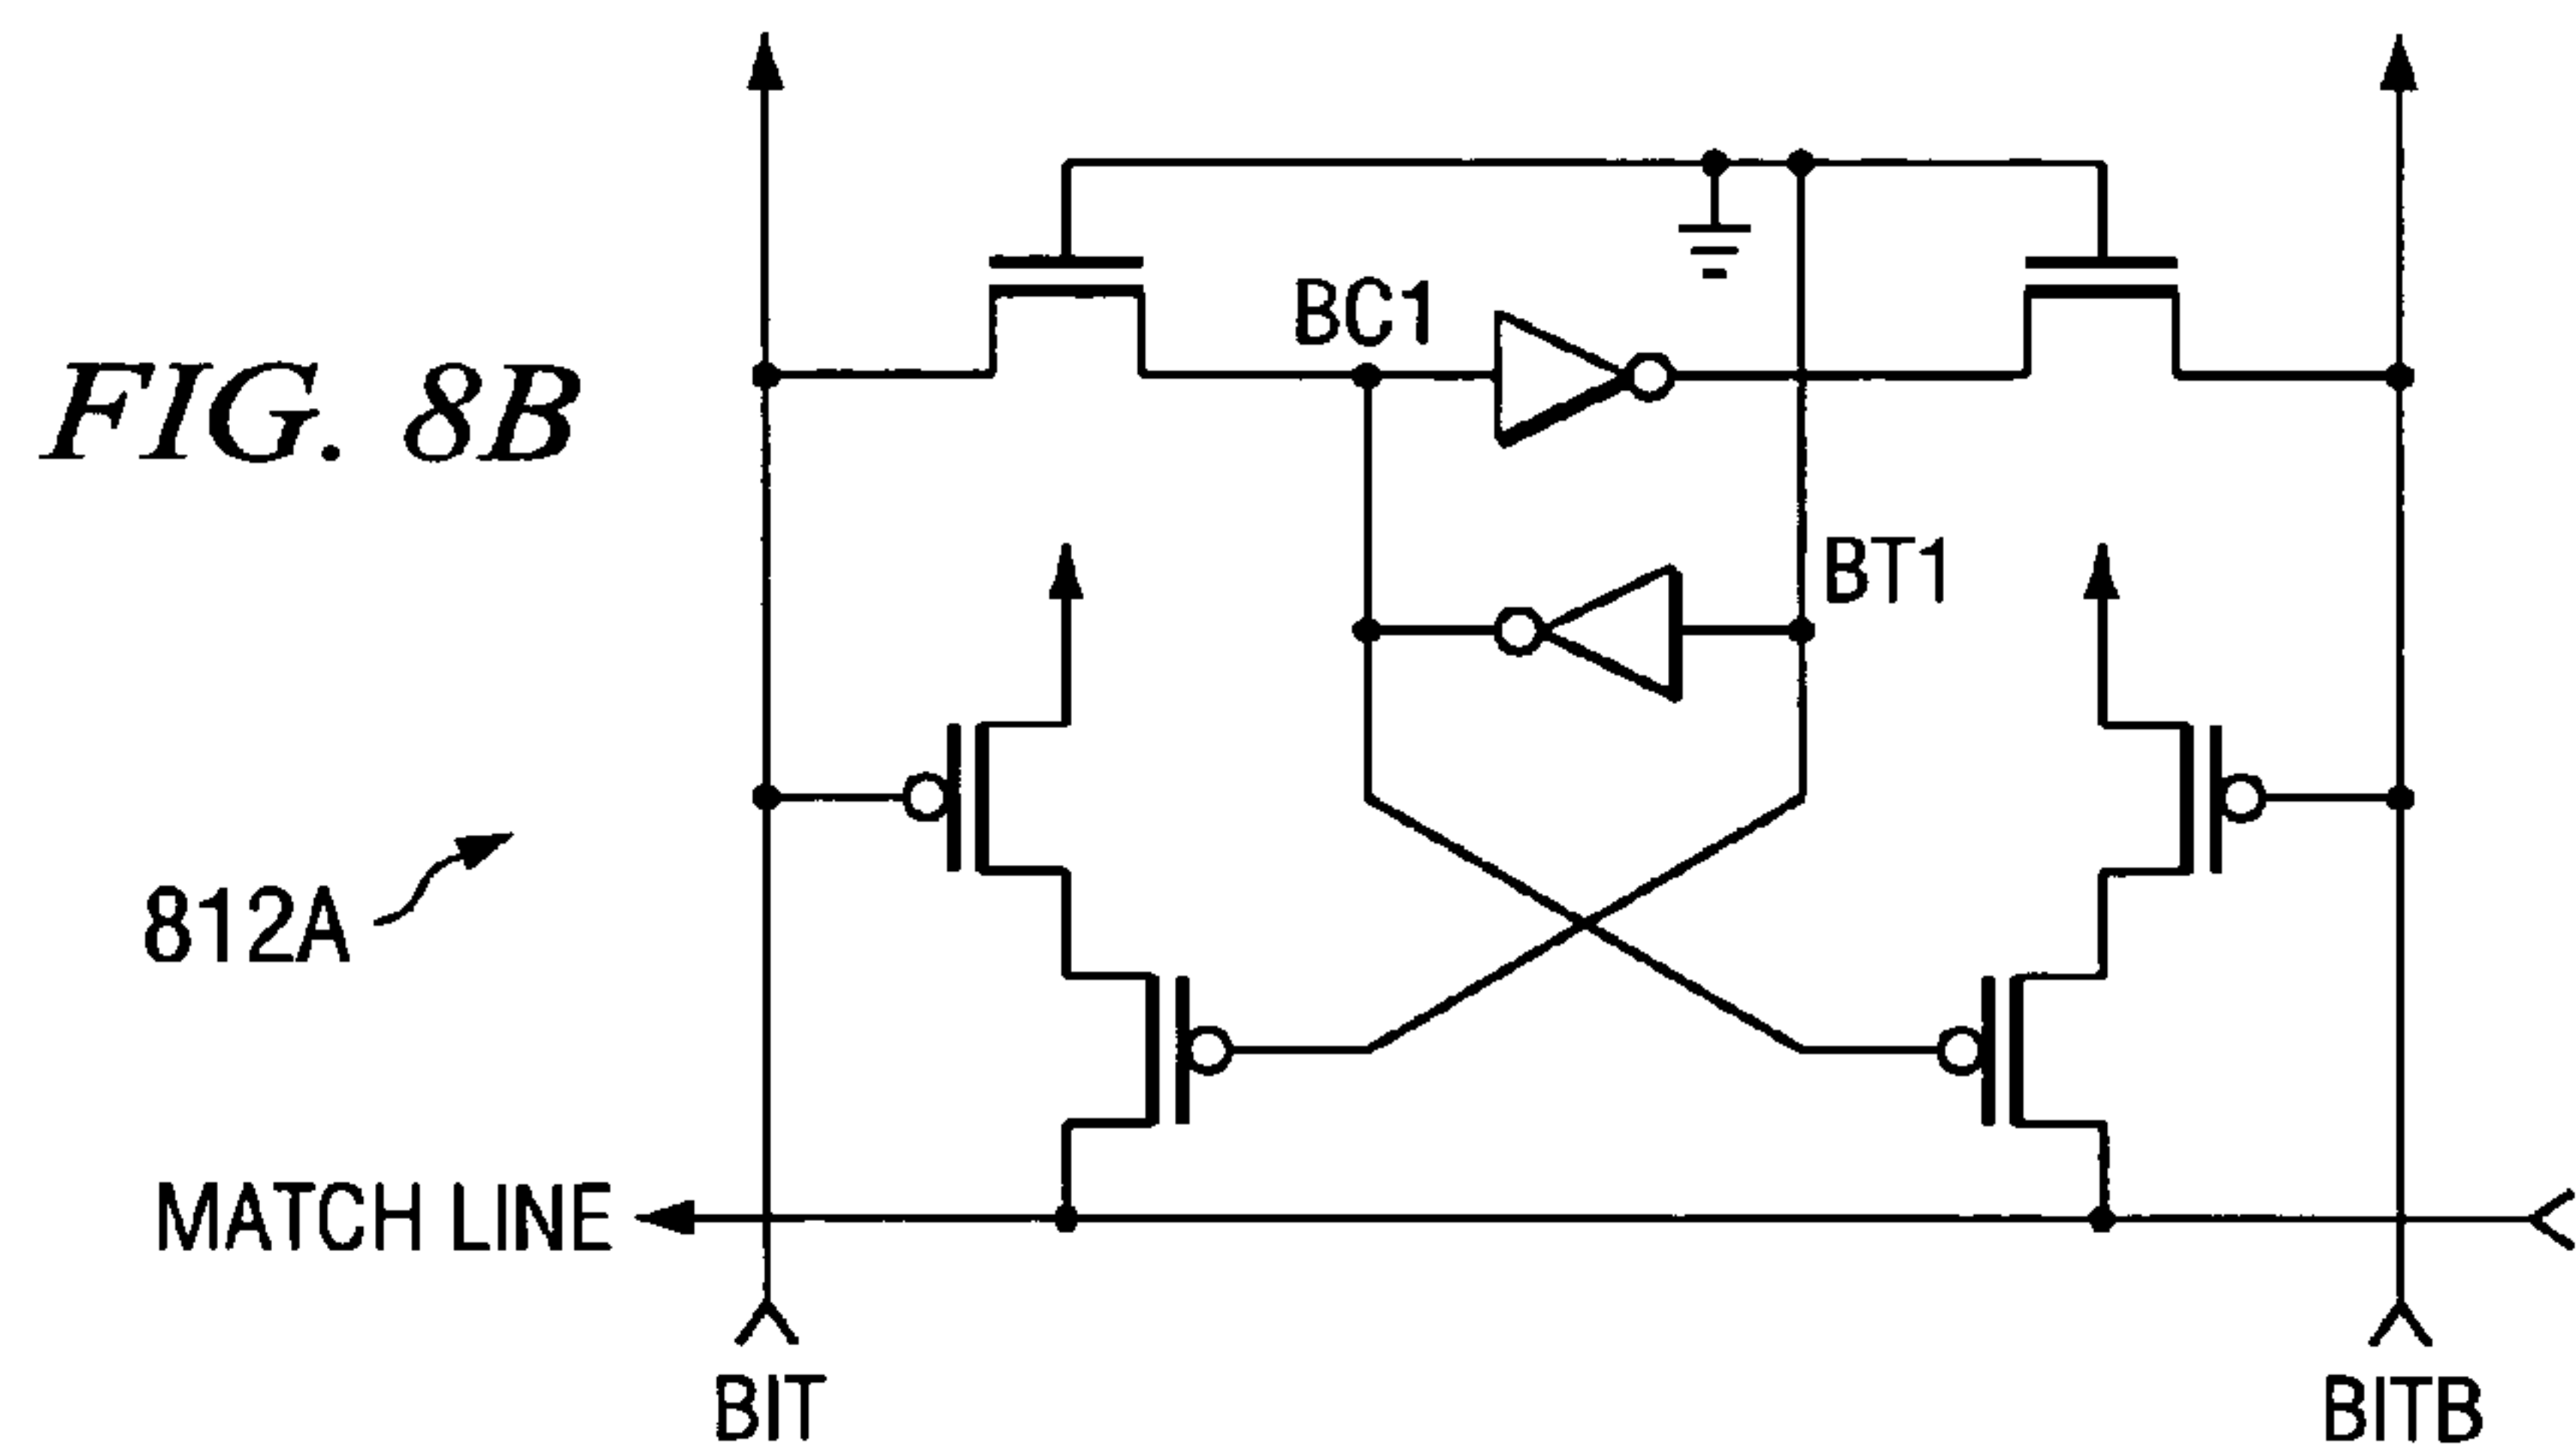 FIG. 8B
BC1
BT1
812A
MATCH LINE
BIT
BITB